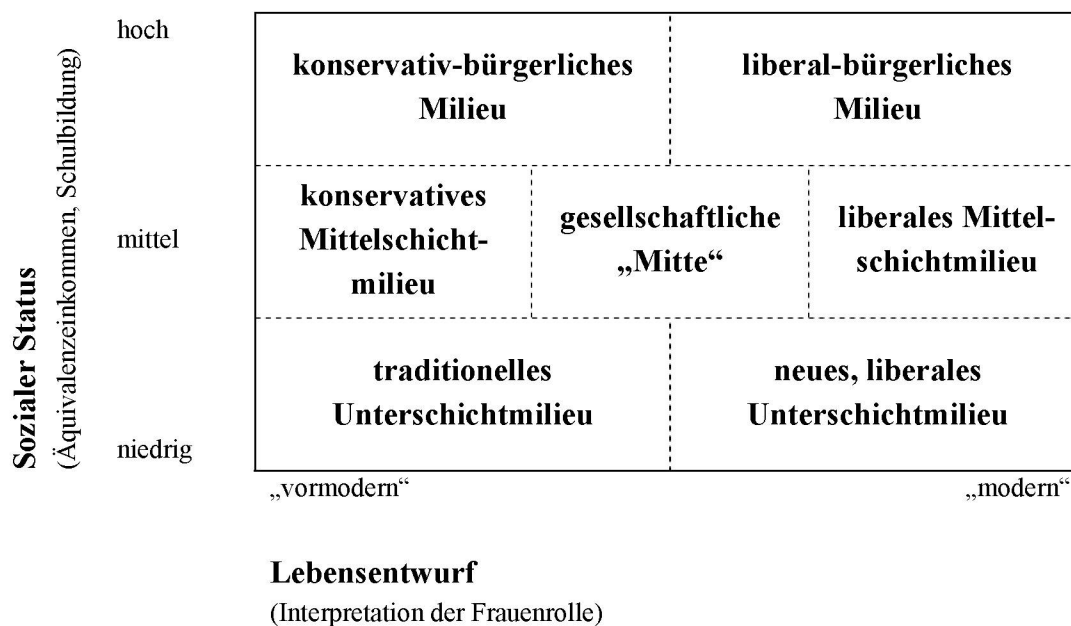 hoch
konservativ-bürgerliches
Milieu
liberal-bürgerliches
Milieu
mittel
konservatives
Mittelschicht-
milieu
gesellschaftliche
„Mitte“
liberales Mittel-
schichtmilieu
niedrig
traditionelles
Unterschichtmilieu
neues, liberales
Unterschichtmilieu
Sozialer Status
(Äquivalenzeinkommen, Schulbildung)
„vormodern“
„modern“
Lebensentwurf
(Interpretation der Frauenrolle)